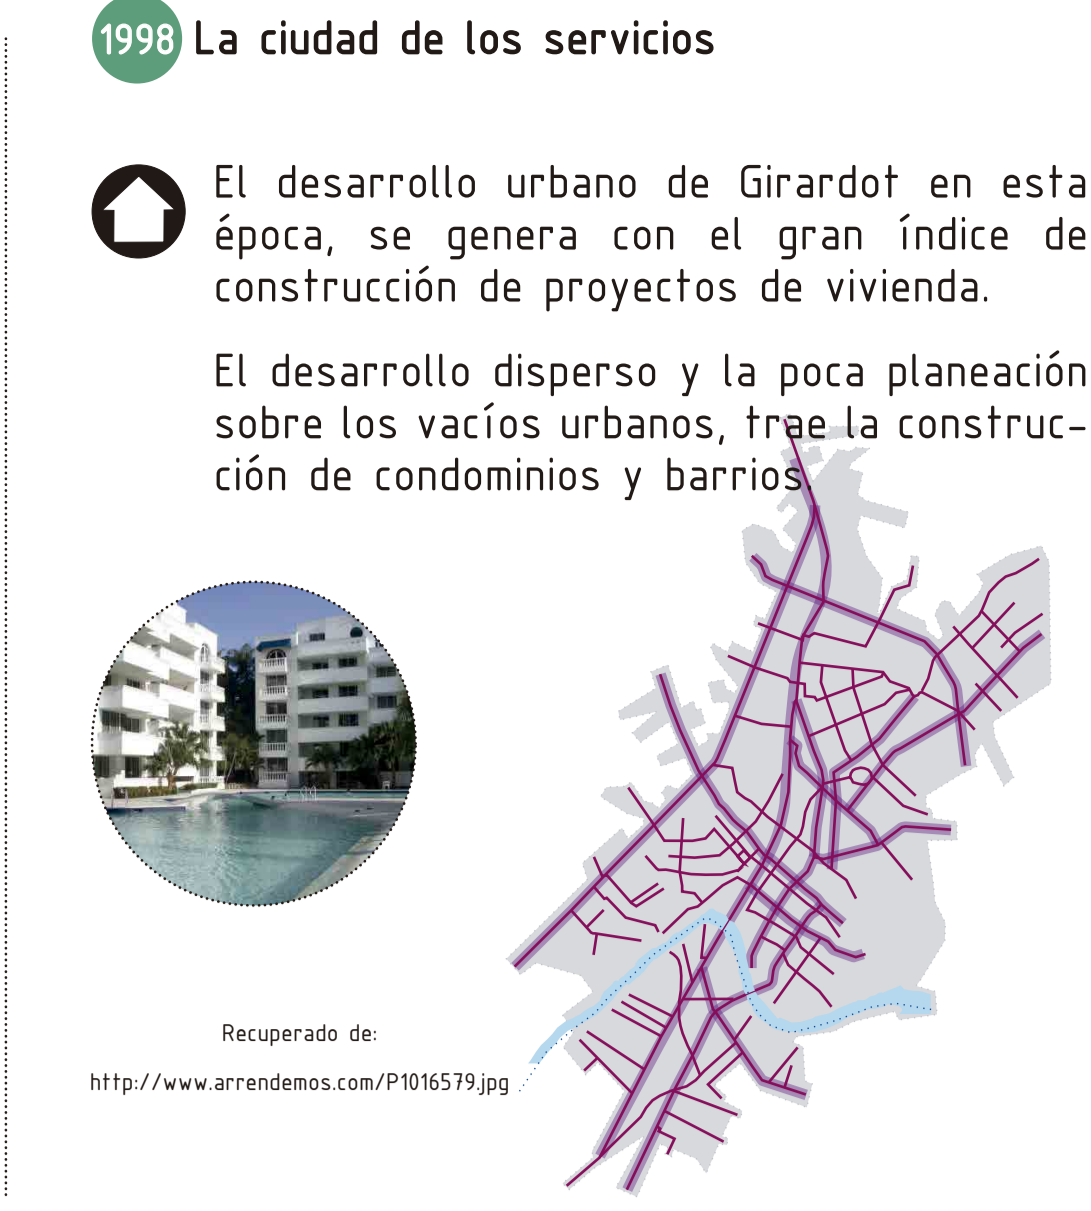 1998 La ciudad de los servicios
El desarrollo urbano de Girardot en esta
época, se genera con el gran índice de
construcción de proyectos de vivienda.
El desarrollo disperso y la poca planeación
sobre los vacíos urbanos, trae la construc-
ción de condominios y barrios.
Recuperado de:
http://www.arrendemos.com/P1016579.jpg